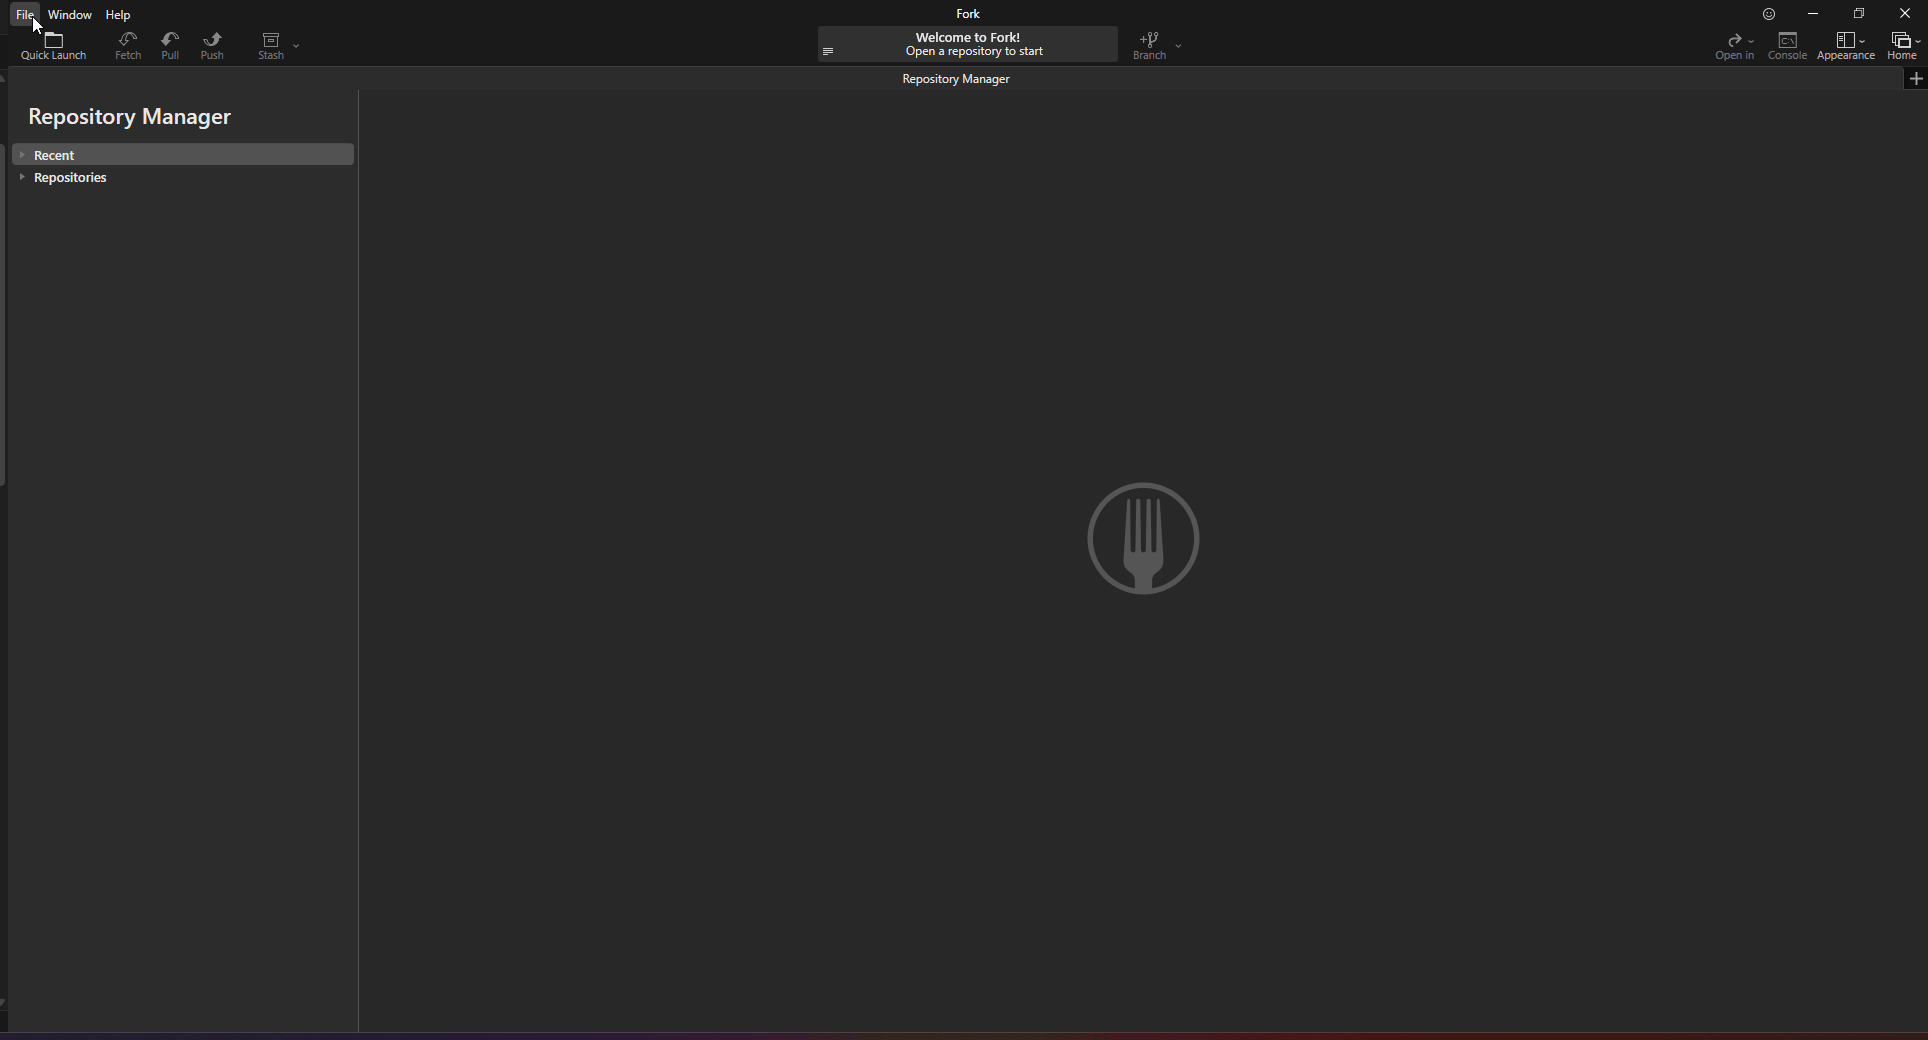 File Window Help
Fork
Quick Launch Fetch Pull Push Stash
Welcome to Fork!
Open a repository to start
Branch
Open in Console Appearance Home
C:\
Repository Manager
Repository Manager
Recent
Repositories